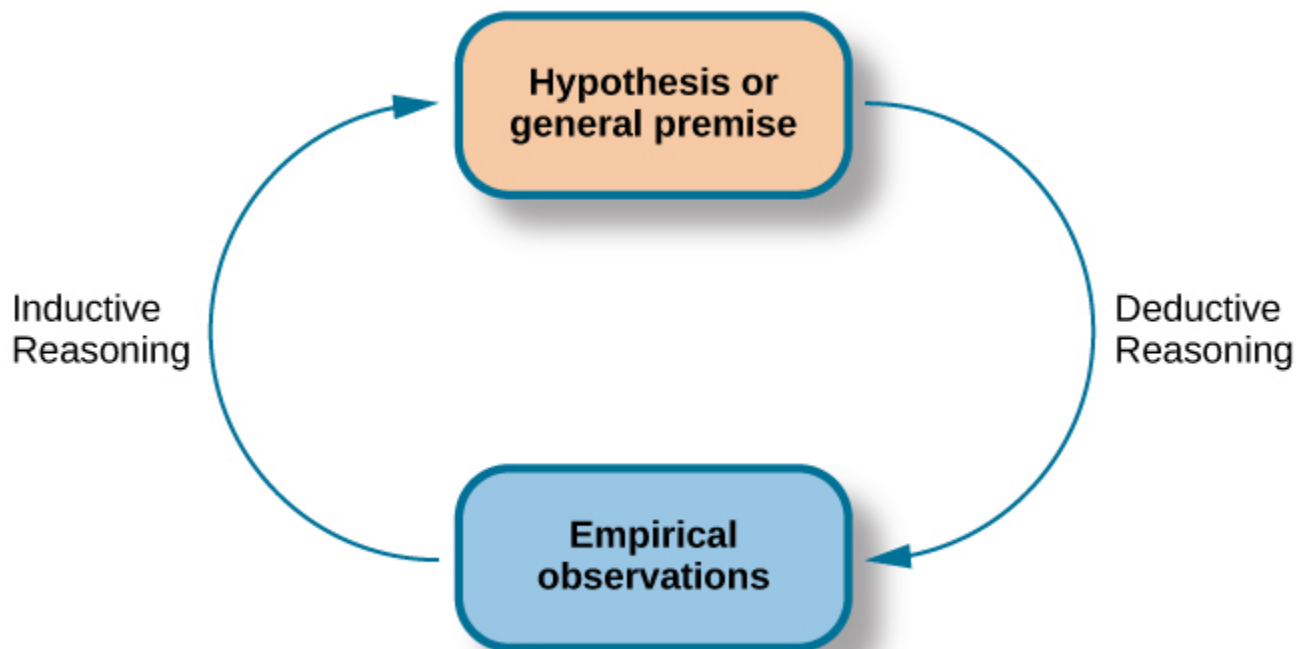 Hypothesis or
general premise
Inductive
Reasoning
Deductive
Reasoning
Empirical
observations